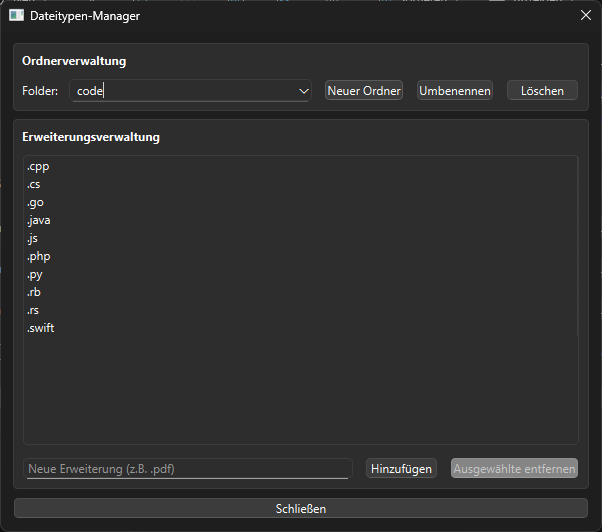 Dateitypen-Manager
Ordnerverwaltung
Folder: code Neuer Ordner Umbenennen Löschen
Erweiterungsverwaltung
.cpp
.cs
.go
.java
.js
.php
.py
.rb
.rs
.swift
Neue Erweiterung (z.B. .pdf) Hinzufügen Ausgewählte entfernen
Schließen